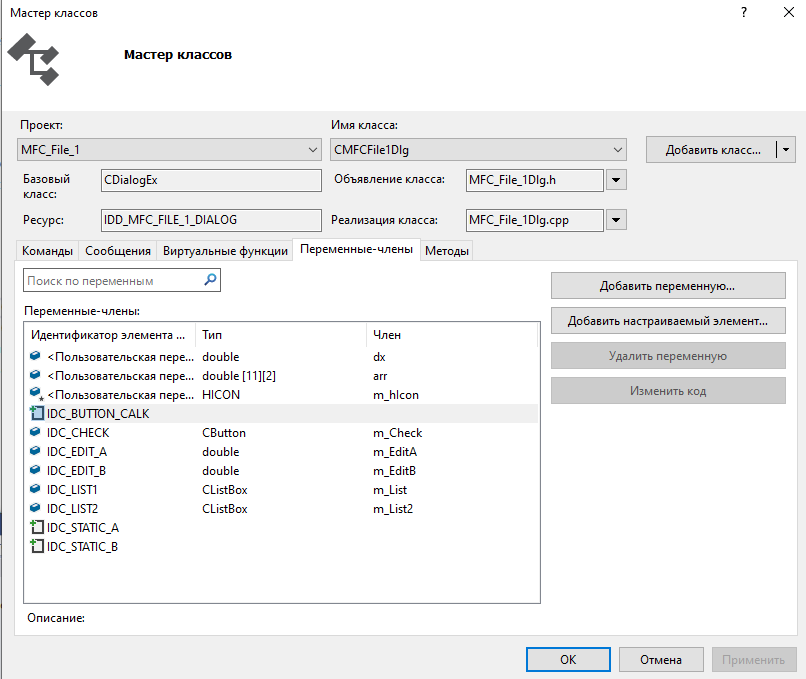 Мастер классов
?
Мастер классов
Проект:
Имя класса:
MFC_File_1
CMFCFile1Dlg
Добавить класс...
Базовый класс:
CDialogEx
Объявление класса:
MFC_File_1Dlg.h
Ресурс:
IDD_MFC_FILE_1_DIALOG
Реализация класса:
MFC_File_1Dlg.cpp
Команды Сообщения Виртуальные функции Переменные-члены Методы
Поиск по переменным
Добавить переменную...
Переменные-члены:
Добавить настраиваемый элемент...
Идентификатор элемента ... Тип Член
Удалить переменную
<Пользовательская пере... double dx
<Пользовательская пере... double [11][2] arr
Изменить код
<Пользовательская пере... HICON m_hIcon
IDC_BUTTON_CALK
IDC_CHECK CButton m_Check
IDC_EDIT_A double m_EditA
IDC_EDIT_B double m_EditB
IDC_LIST1 CListBox m_List
IDC_LIST2 CListBox m_List2
IDC_STATIC_A
IDC_STATIC_B
Описание:
OK Отмена Применить